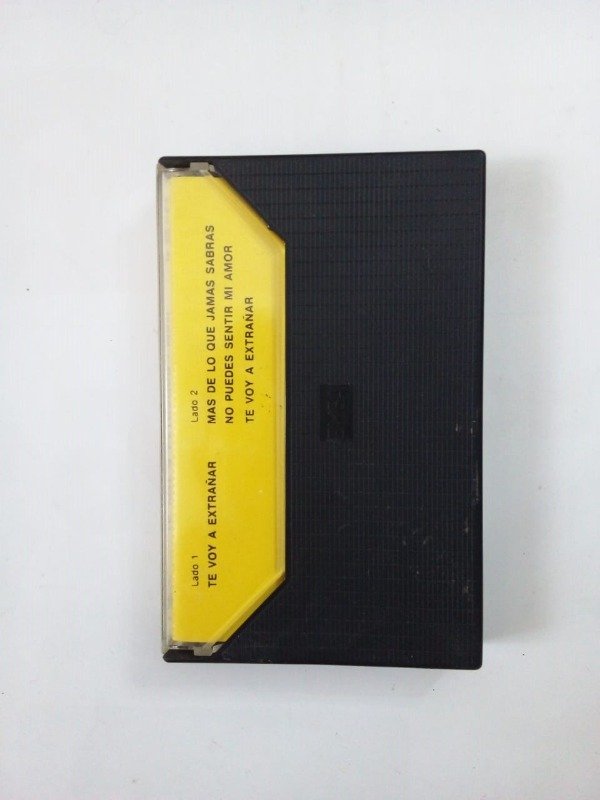 Lado 1
TE VOY A EXTRAÑAR
Lado 2
MAS DE LO QUE JAMAS SABRAS
NO PUEDES SENTIR MI AMOR
TE VOY A EXTRAÑAR